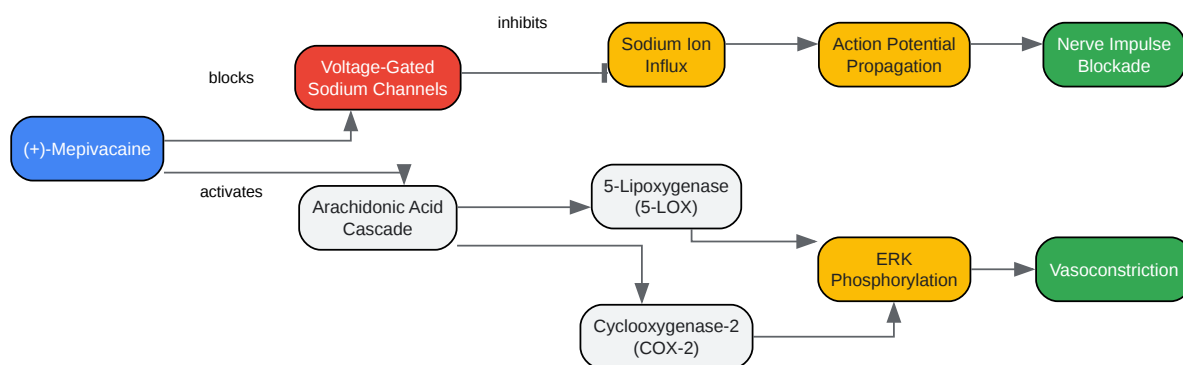 inhibits
Sodium Ion
Influx
Action Potential
Propagation
Nerve Impulse
Blockade
blocks
Voltage-Gated
Sodium Channels
(+)-Mepivacaine
activates
Arachidonic Acid
Cascade
5-Lipoxygenase
(5-LOX)
ERK
Phosphorylation
Vasoconstriction
Cyclooxygenase-2
(COX-2)